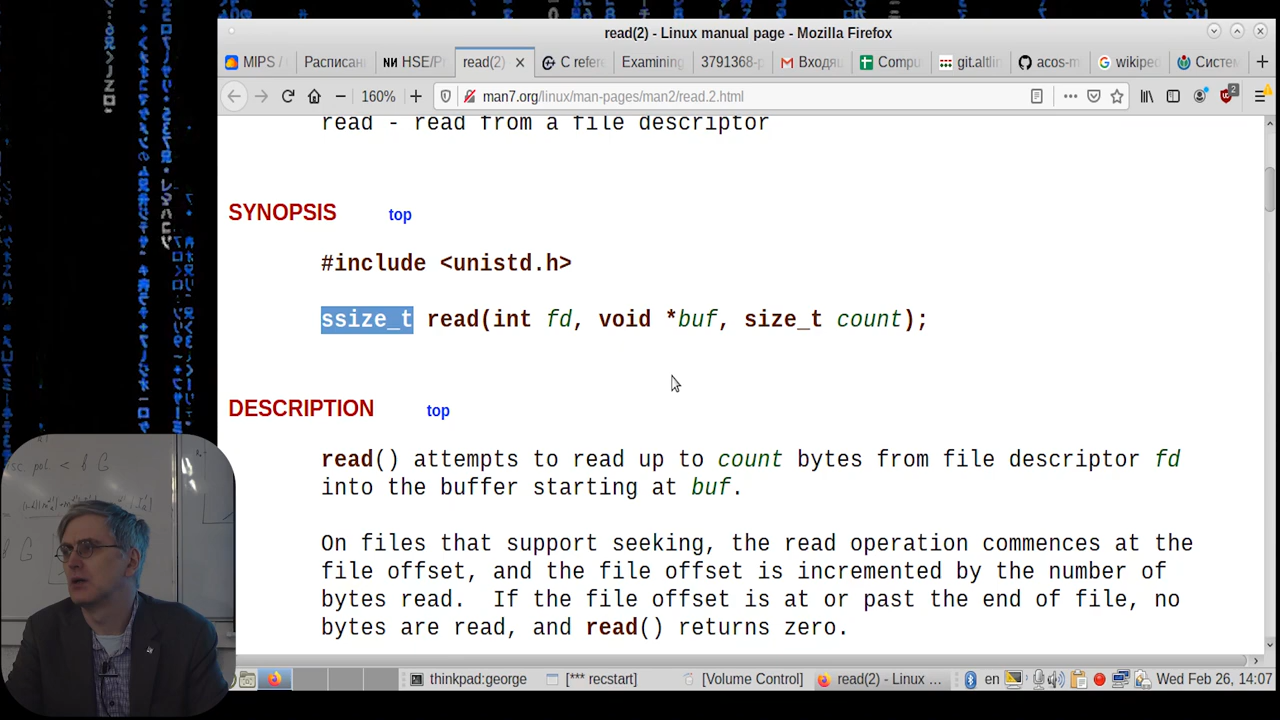 read(2) - Linux manual page - Mozilla Firefox
MIPS / Расписани HSE/P read(2) C refere Examining 3791368-p Входящ Compu git.altlin acos-m wikiped Систем
160% man7.org/linux/man-pages/man2/read.2.html 2
read - read from a file descriptor
SYNOPSIS top
#include <unistd.h>
ssize_t read(int fd, void *buf, size_t count);
DESCRIPTION top
read() attempts to read up to count bytes from file descriptor fd
into the buffer starting at buf.
On files that support seeking, the read operation commences at the
file offset, and the file offset is incremented by the number of
bytes read. If the file offset is at or past the end of file, no
bytes are read, and read() returns zero.
thinkpad:george [*** recstart] [Volume Control] read(2) - Linux ... en Wed Feb 26, 14:07